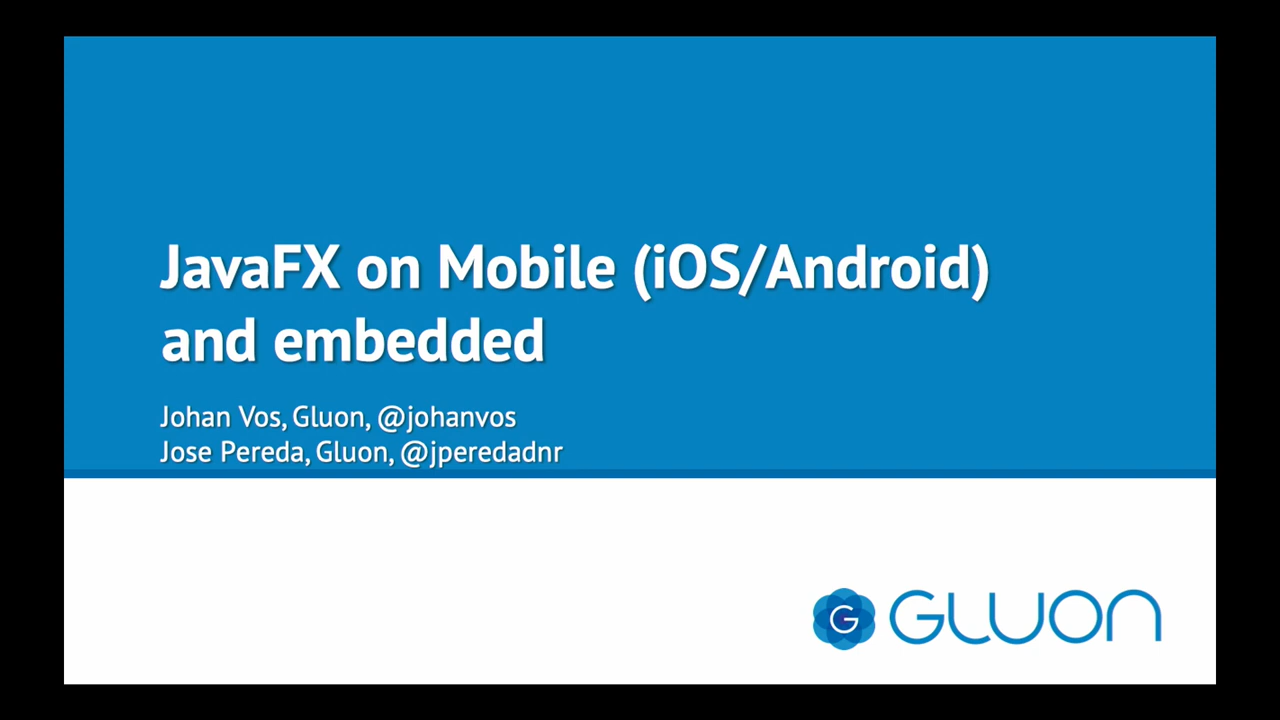 JavaFX on Mobile (iOS/Android)
and embedded
Johan Vos, Gluon, @johanvos
Jose Pereda, Gluon, @jperedadnr
G GLUON